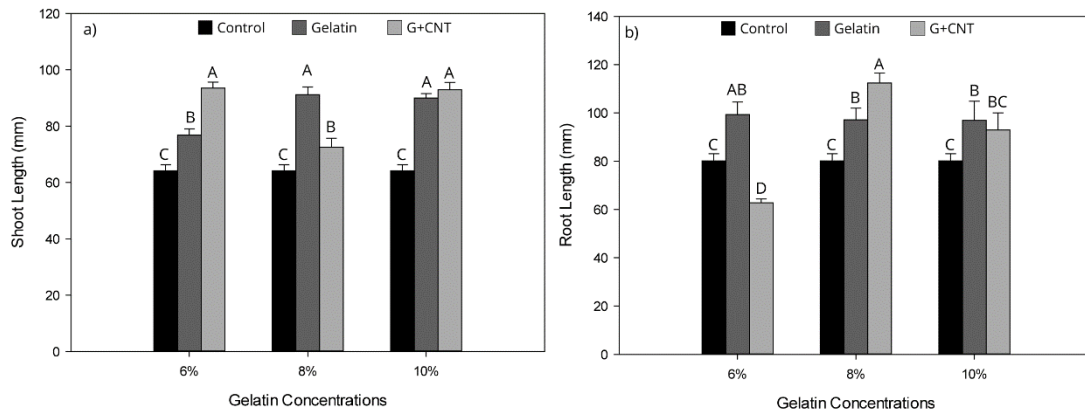 a)
Control Gelatin G+CNT
Shoot Length (mm)
120
100
80
60
40
20
0
C B A
C A B
C A A
6% 8% 10%
Gelatin Concentrations
b)
Control Gelatin G+CNT
Root Length (mm)
140
120
100
80
60
40
20
0
C AB D
C B A
C B BC
6% 8% 10%
Gelatin Concentrations